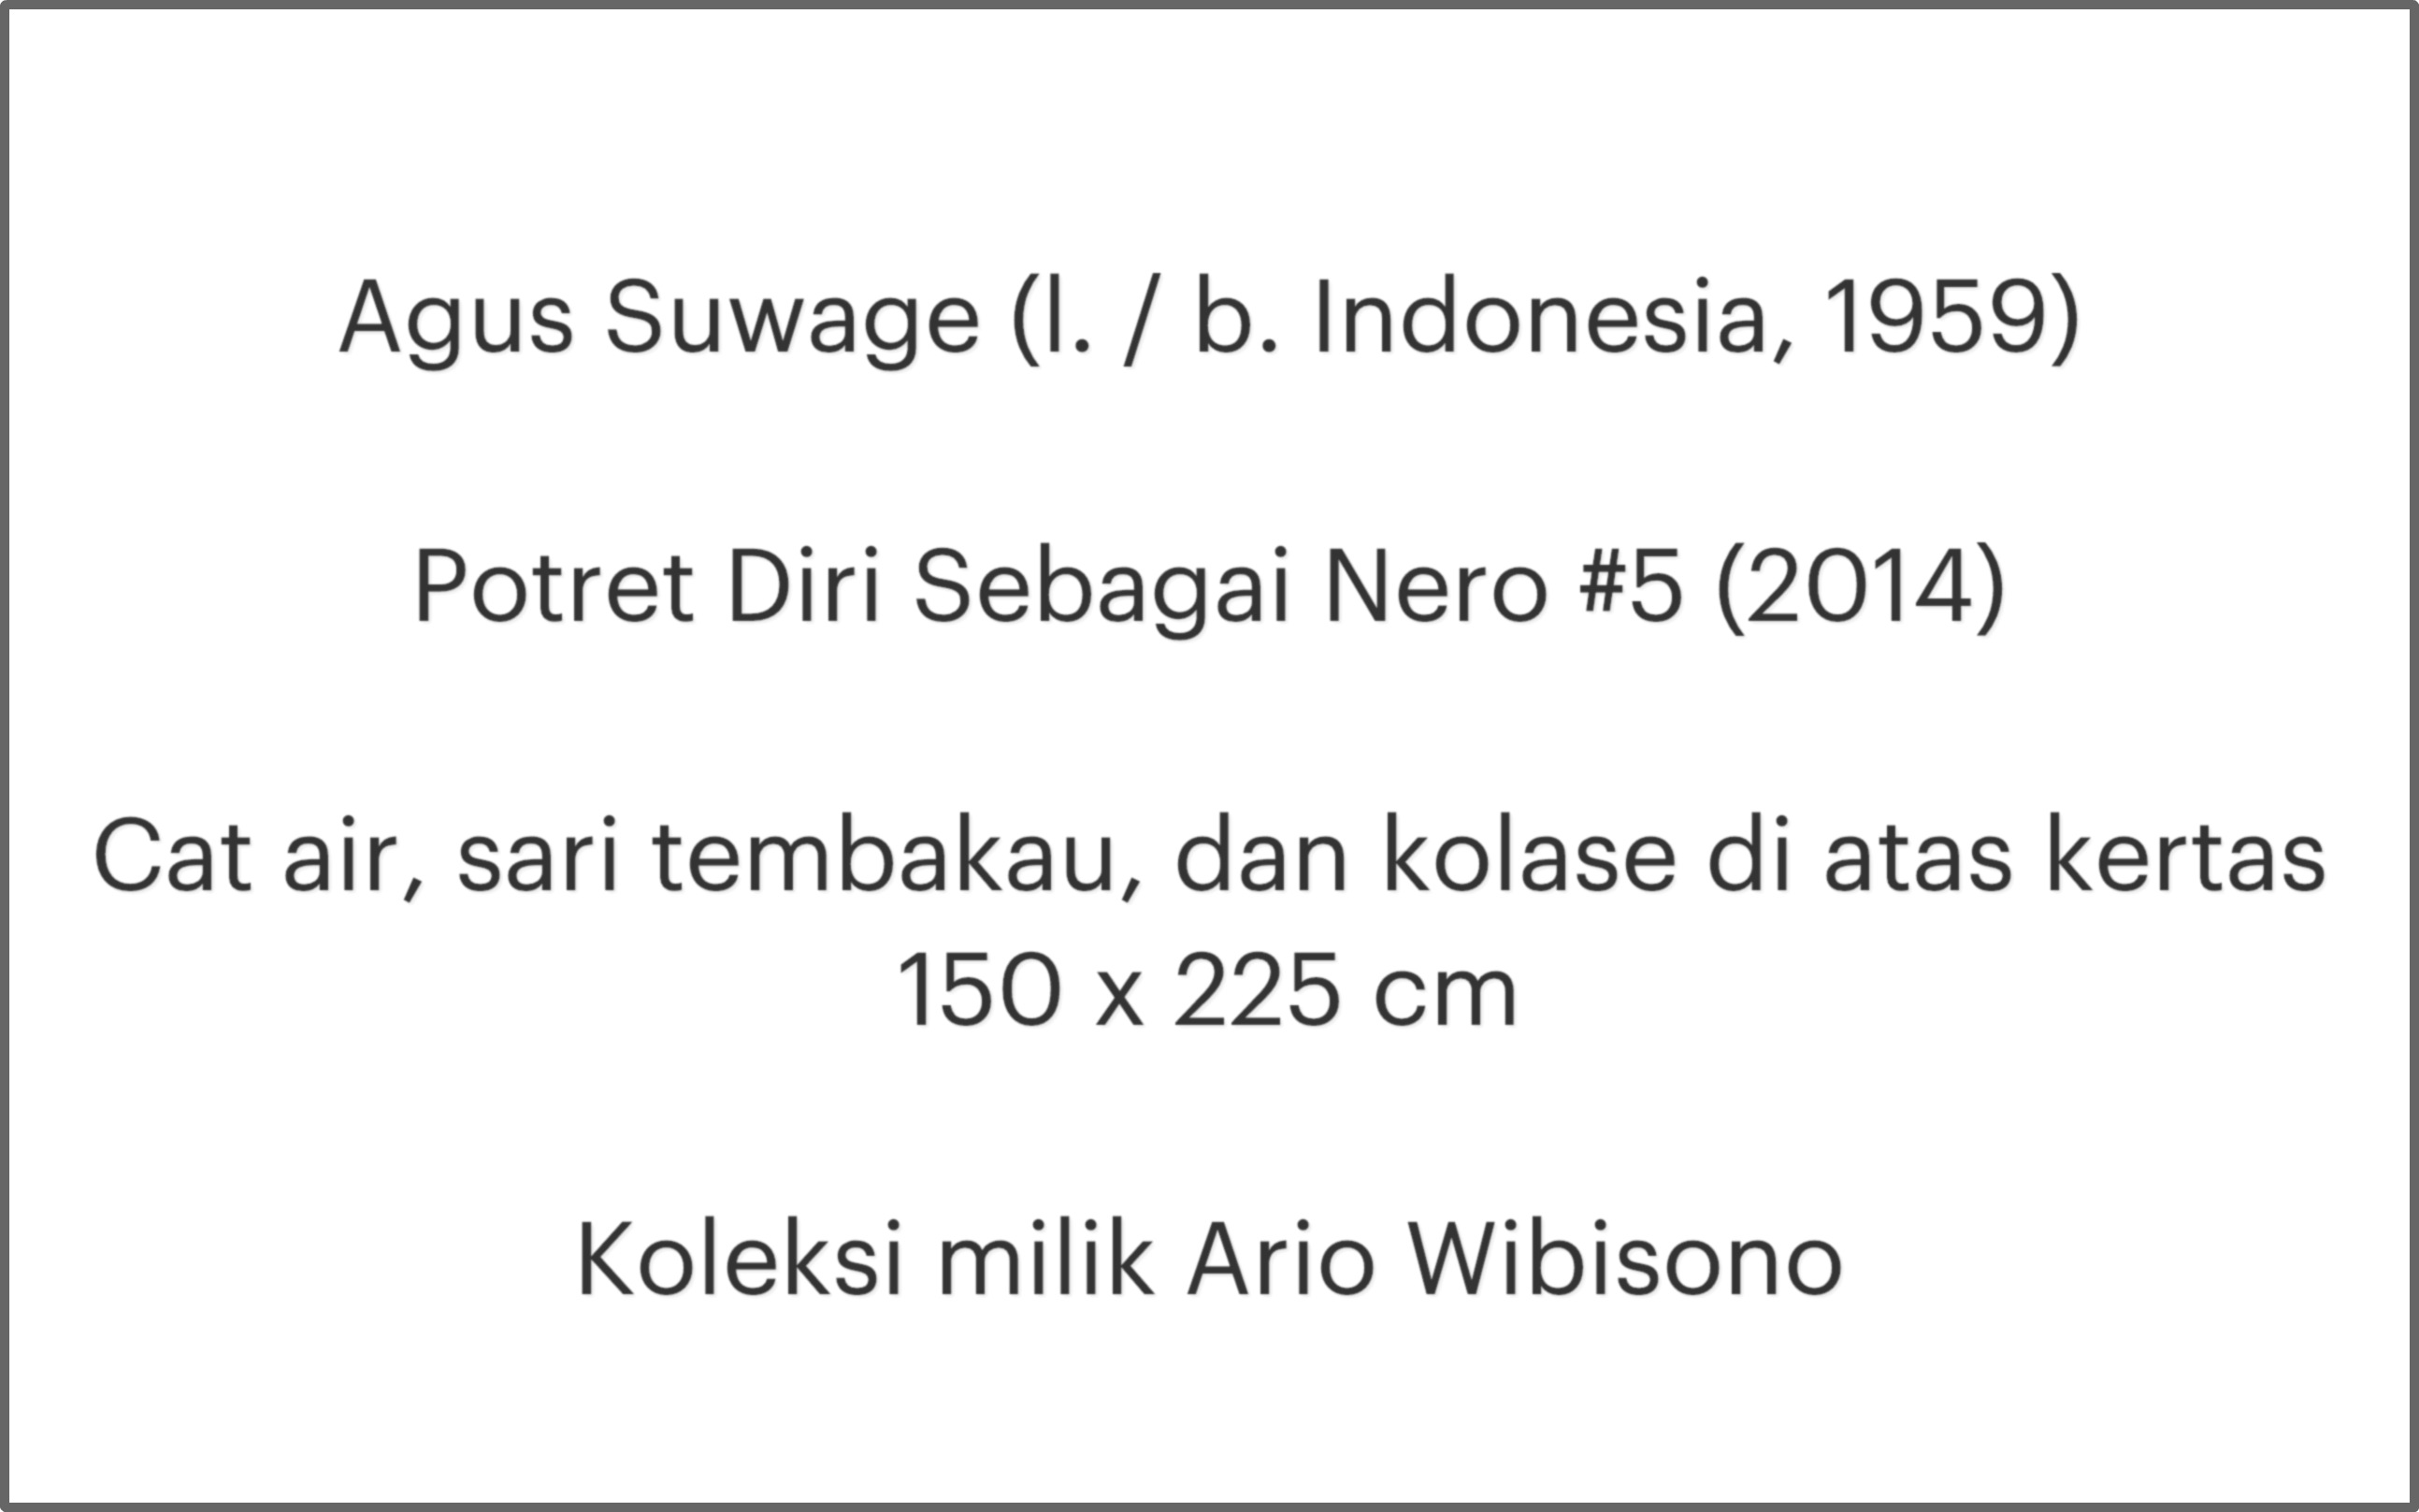 Agus Suwage (l. / b. Indonesia, 1959)
Potret Diri Sebagai Nero #5 (2014)
Cat air, sari tembakau, dan kolase di atas kertas
150 x 225 cm
Koleksi milik Ario Wibisono